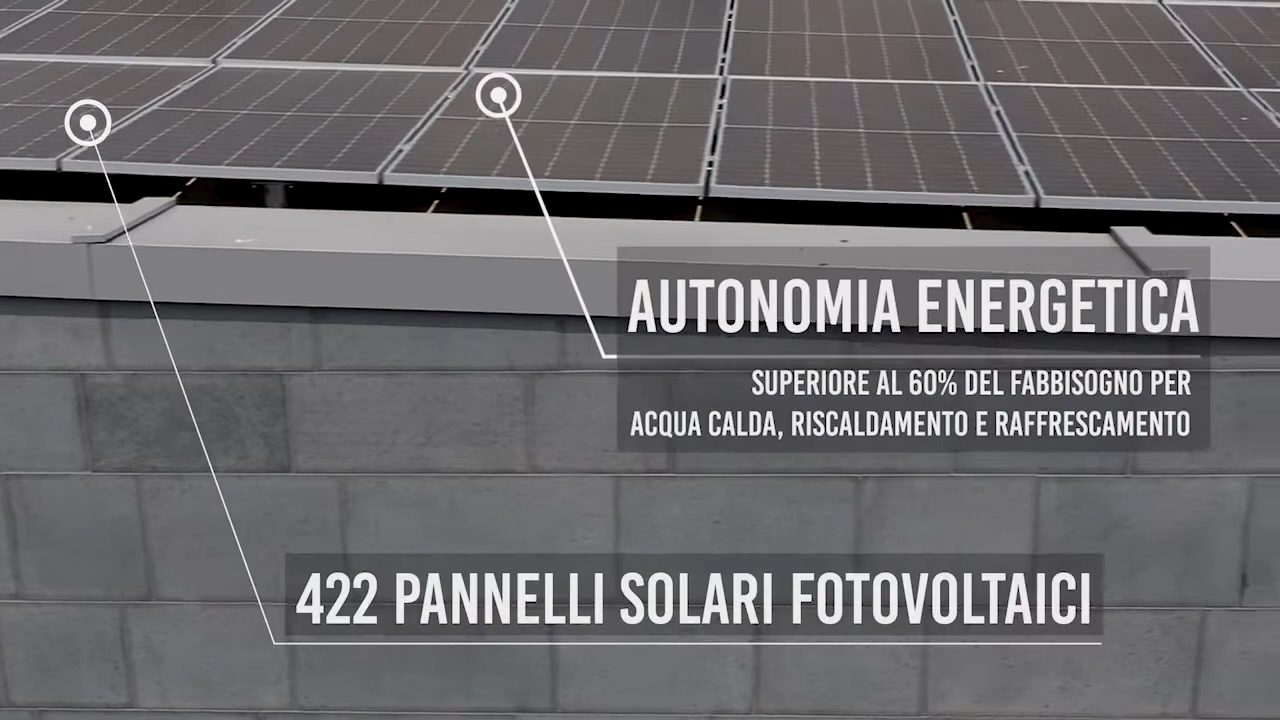 AUTONOMIA ENERGETICA
SUPERIORE AL 60% DEL FABBISOGNO PER
ACQUA CALDA, RISCALDAMENTO E RAFFRESCAMENTO
422 PANNELLI SOLARI FOTOVOLTAICI